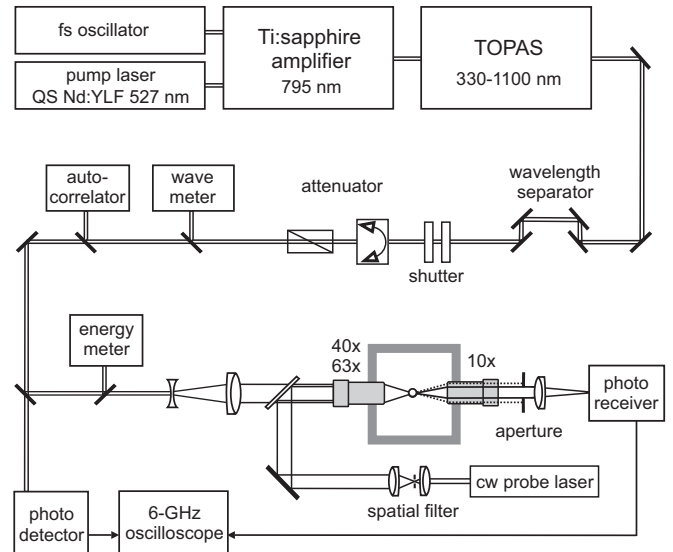 fs oscillator
pump laser
QS Nd:YLF 527 nm
Ti:sapphire
amplifier
795 nm
TOPAS
330-1100 nm
auto-
correlator
wave
meter
attenuator
wavelength
separator
shutter
energy
meter
40x
63x
10x
aperture
photo
receiver
cw probe laser
spatial filter
photo
detector
6-GHz
oscilloscope